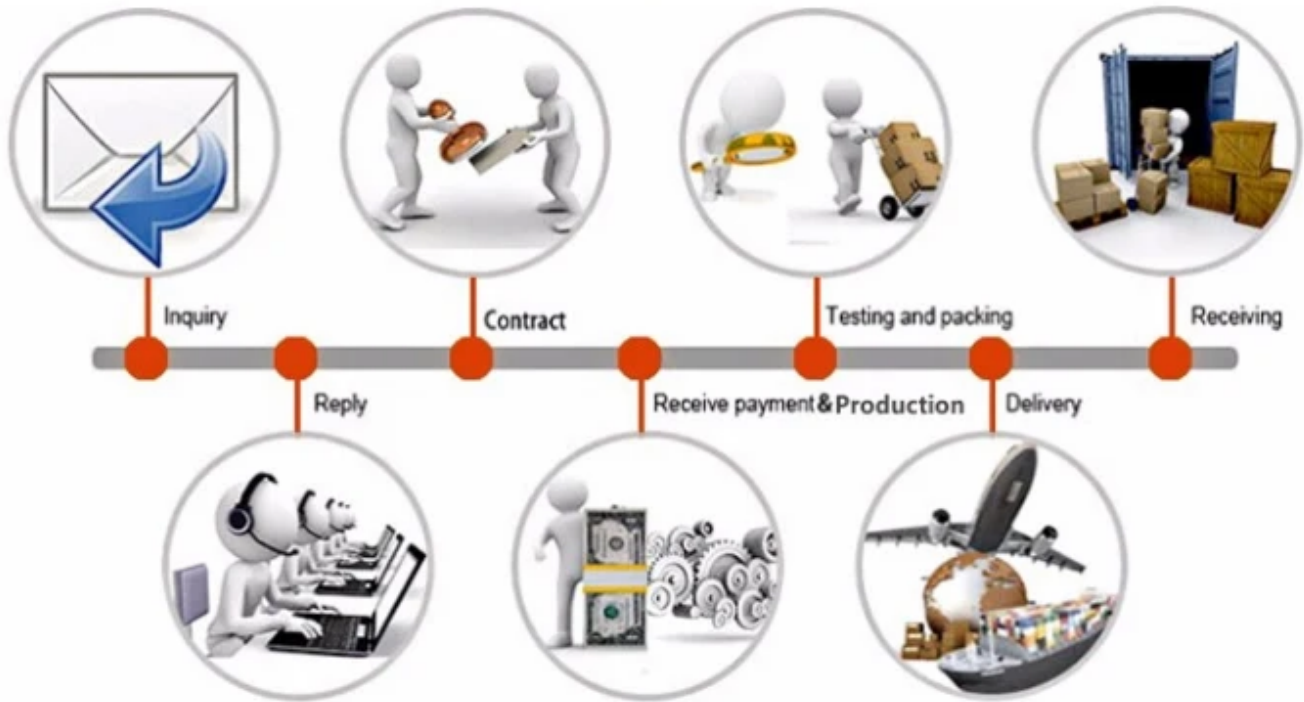 Inquiry
Reply
Contract
Receive payment&Production
Testing and packing
Delivery
Receiving